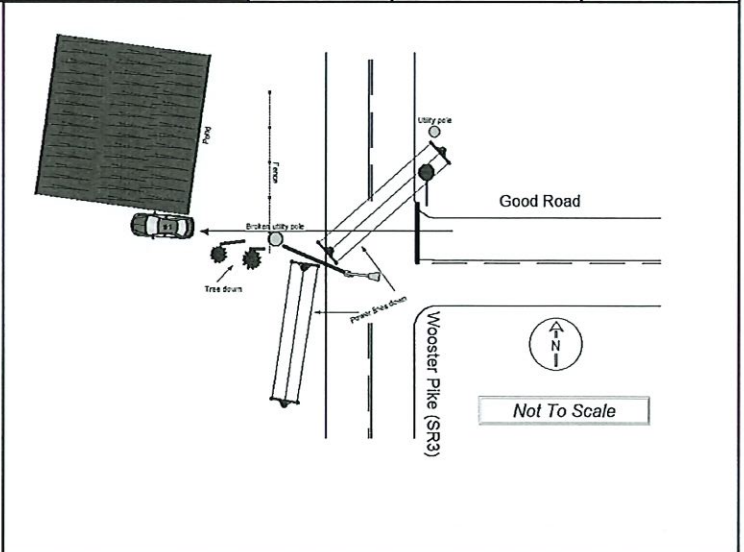 Utility pole
Pond
Fence
Good Road
Broken utility pole
Tree down
Power lines down
Wooster Pike (SR3)
N
Not To Scale